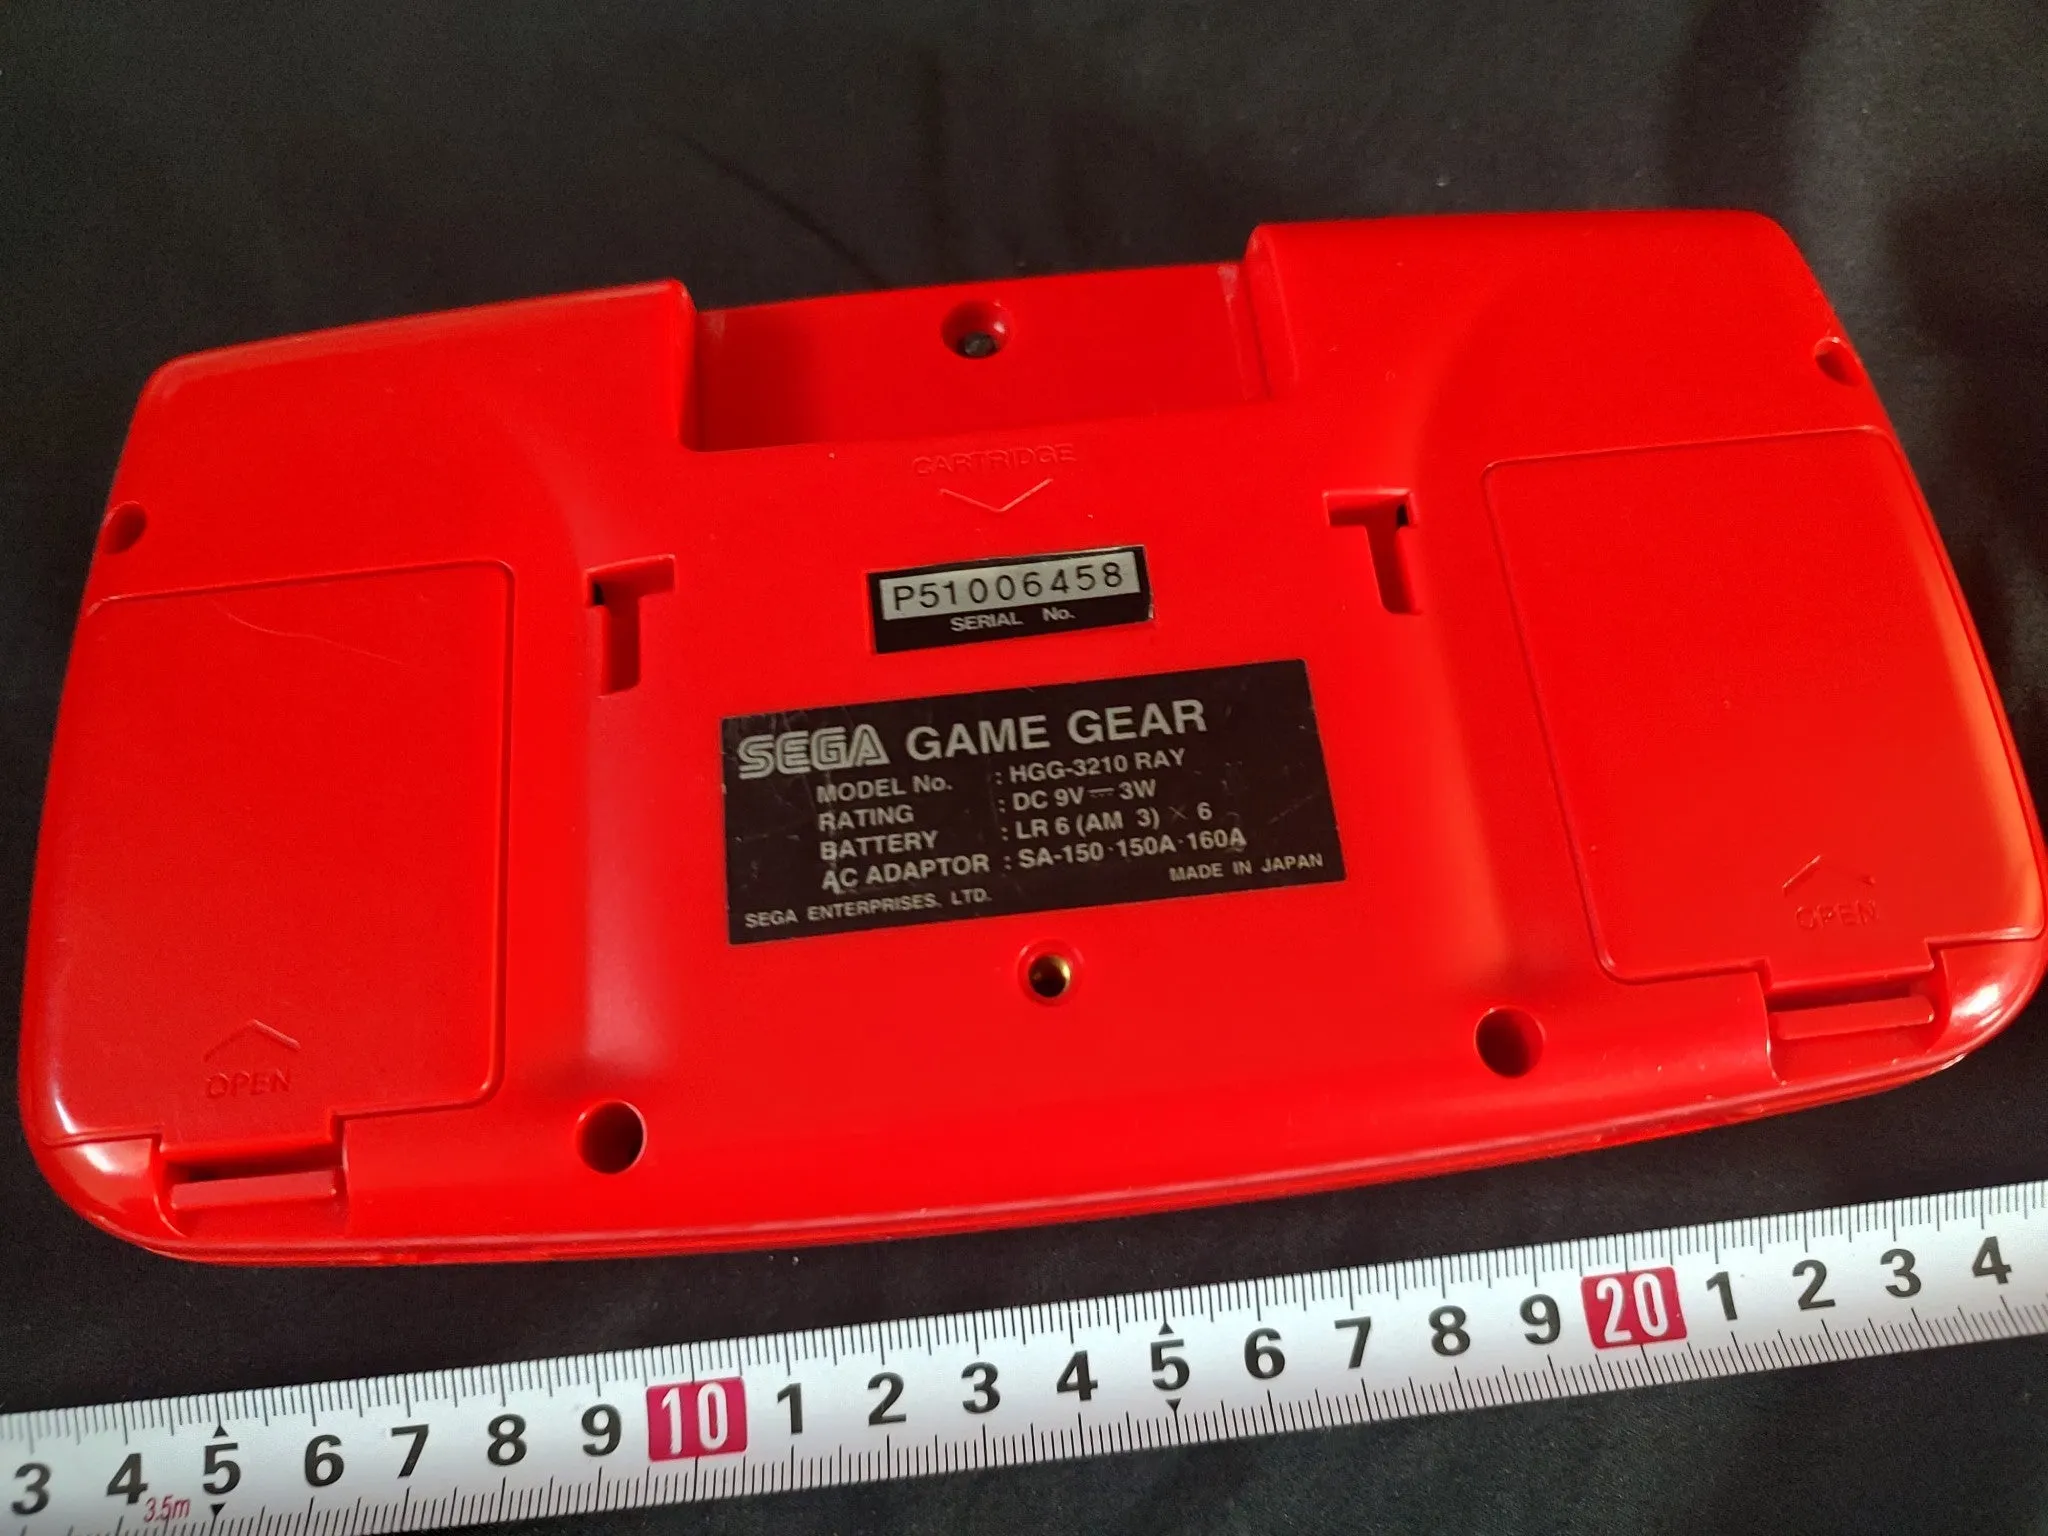 CARTRIDGE
P51006458
SERIAL No.
SEGA GAME GEAR
MODEL No. : HGG-3210 RAY
RATING : DC 9V ⎓ 3W
BATTERY : LR 6 (AM 3) × 6
AC ADAPTOR : SA-150·150A·160A
SEGA ENTERPRISES, LTD. MADE IN JAPAN
OPEN
OPEN
3 4 5 6 7 8 9 10 1 2 3 4 5 6 7 8 9 20 1 2 3 4
3.5m